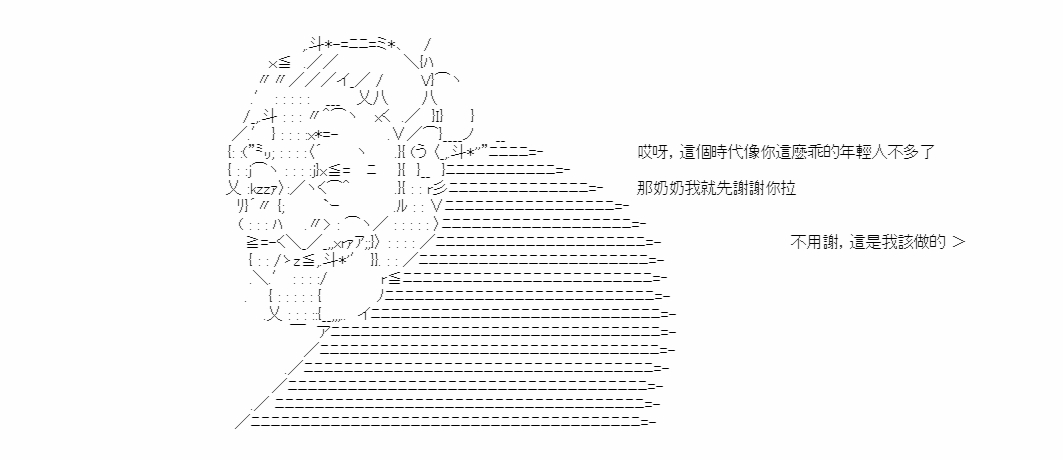 哎呀，這個時代像你這麼乖的年輕人不多了
那奶奶我就先謝謝你拉
不用謝，這是我該做的 ＞